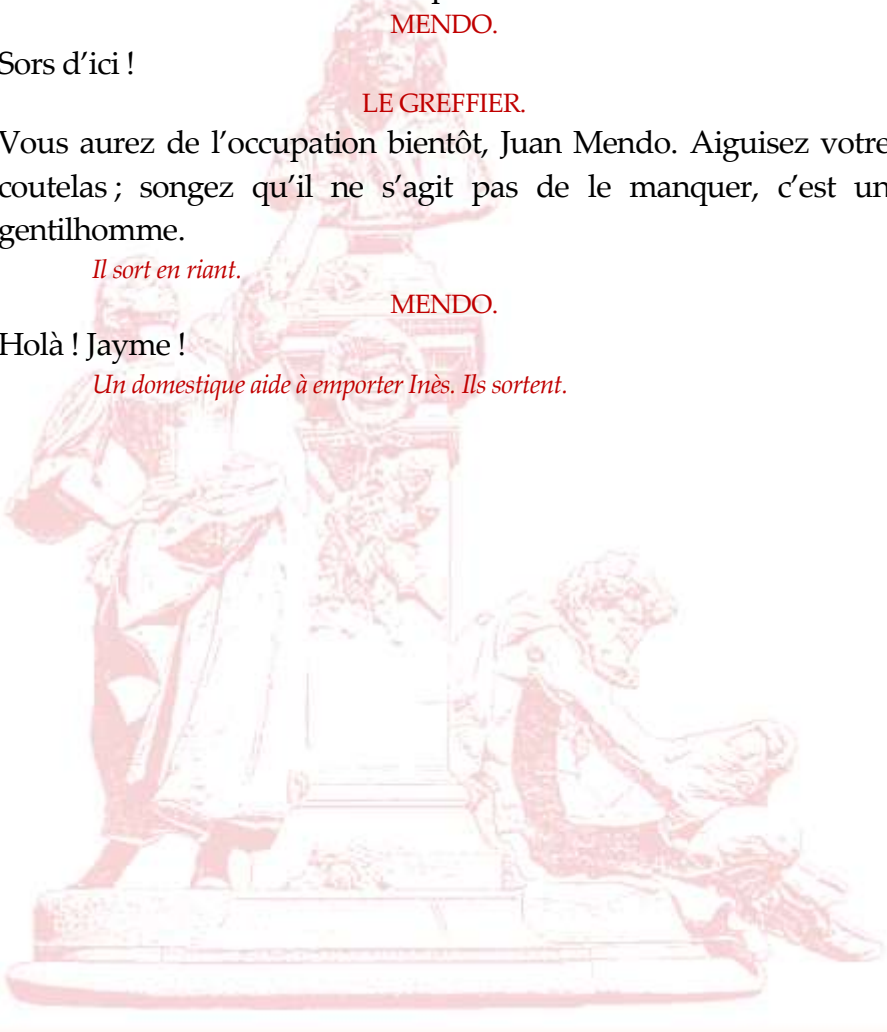 MENDO.
Sors d’ici !
LE GREFFIER.
Vous aurez de l’occupation bientôt, Juan Mendo. Aiguisez votre
coutelas ; songez qu’il ne s’agit pas de le manquer, c’est un
gentilhomme.
Il sort en riant.
MENDO.
Holà ! Jayme !
Un domestique aide à emporter Inès. Ils sortent.